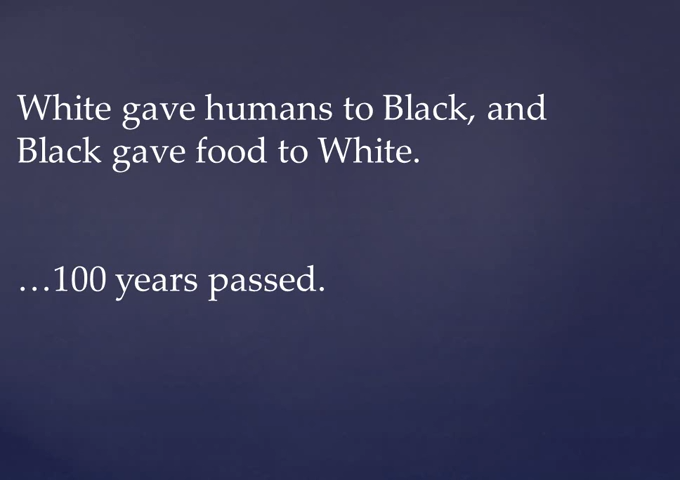 White gave humans to Black, and
Black gave food to White.
…100 years passed.